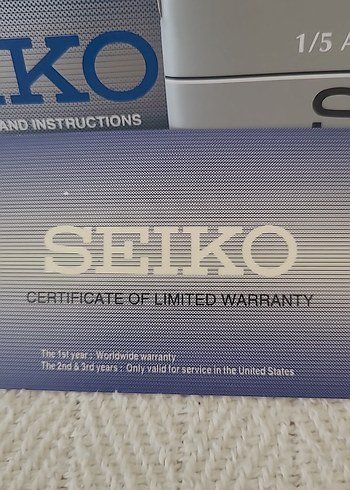 IKO
AND INSTRUCTIONS
1/5 A
SEIKO
CERTIFICATE OF LIMITED WARRANTY
The 1st year : Worldwide warranty
The 2nd & 3rd years : Only valid for service in the United States